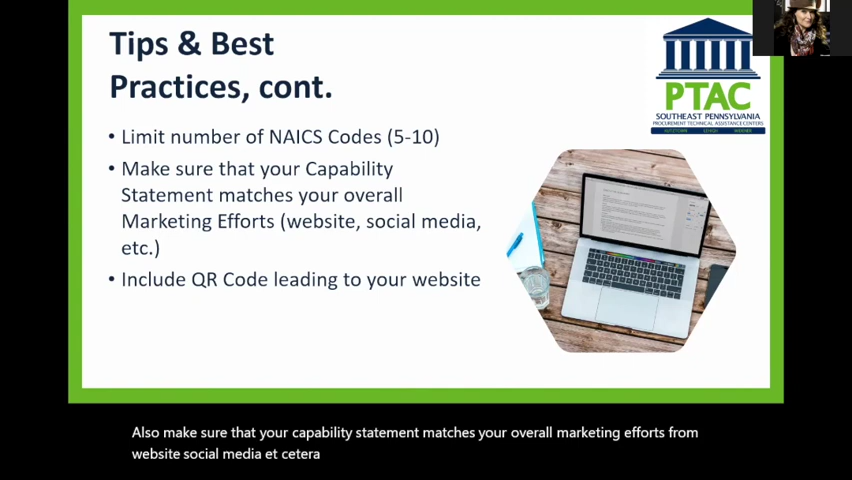 Tips & Best
Practices, cont.
• Limit number of NAICS Codes (5-10)
• Make sure that your Capability
Statement matches your overall
Marketing Efforts (website, social media,
etc.)
• Include QR Code leading to your website
PTAC
SOUTHEAST PENNSYLVANIA
PROCUREMENT TECHNICAL ASSISTANCE CENTERS
KUTZTOWN LEHIGH WIDENER
Also make sure that your capability statement matches your overall marketing efforts from
website social media et cetera